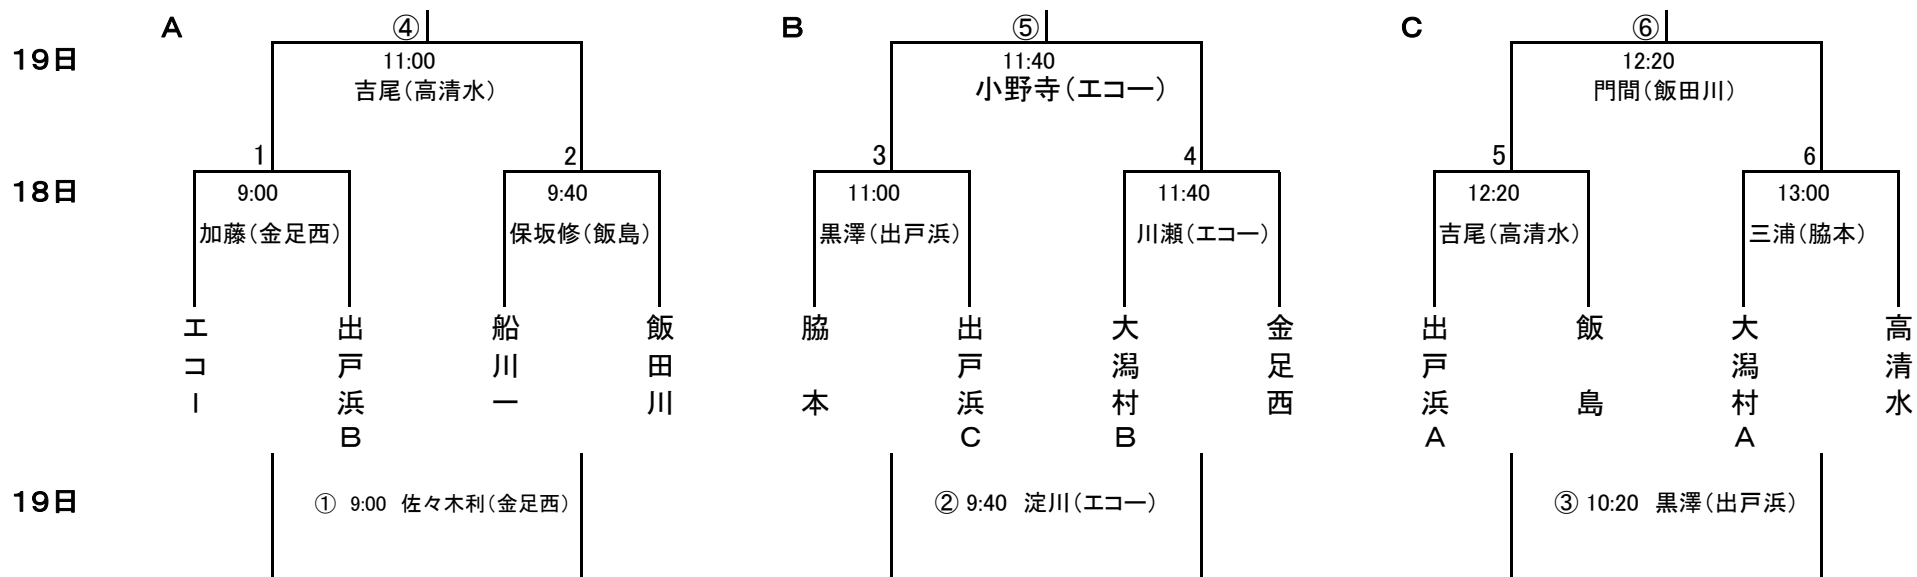 A
④
B
⑤
C
⑥
19日
11:00
11:40
12:20
吉尾(高清水)
小野寺(エコー)
門間(飯田川)
1
2
3
4
5
6
18日
9:00
9:40
11:00
11:40
12:20
13:00
加藤(金足西)
保坂修(飯島)
黒澤(出戸浜)
川瀬(エコー)
吉尾(高清水)
三浦(脇本)
エコー
出戸浜B
船川一
飯田川
脇本
出戸浜C
大潟村B
金足西
出戸浜A
飯島
大潟村A
高清水
19日
① 9:00 佐々木利(金足西)
② 9:40 淀川(エコー)
③ 10:20 黒澤(出戸浜)